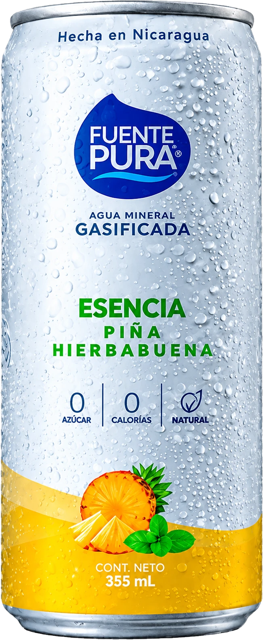 Hecha en Nicaragua
FUENTE
PURA®
AGUA MINERAL
GASIFICADA
ESENCIA
PIÑA
HIERBABUENA
0 0
AZÚCAR CALORÍAS NATURAL
CONT. NETO
355 mL